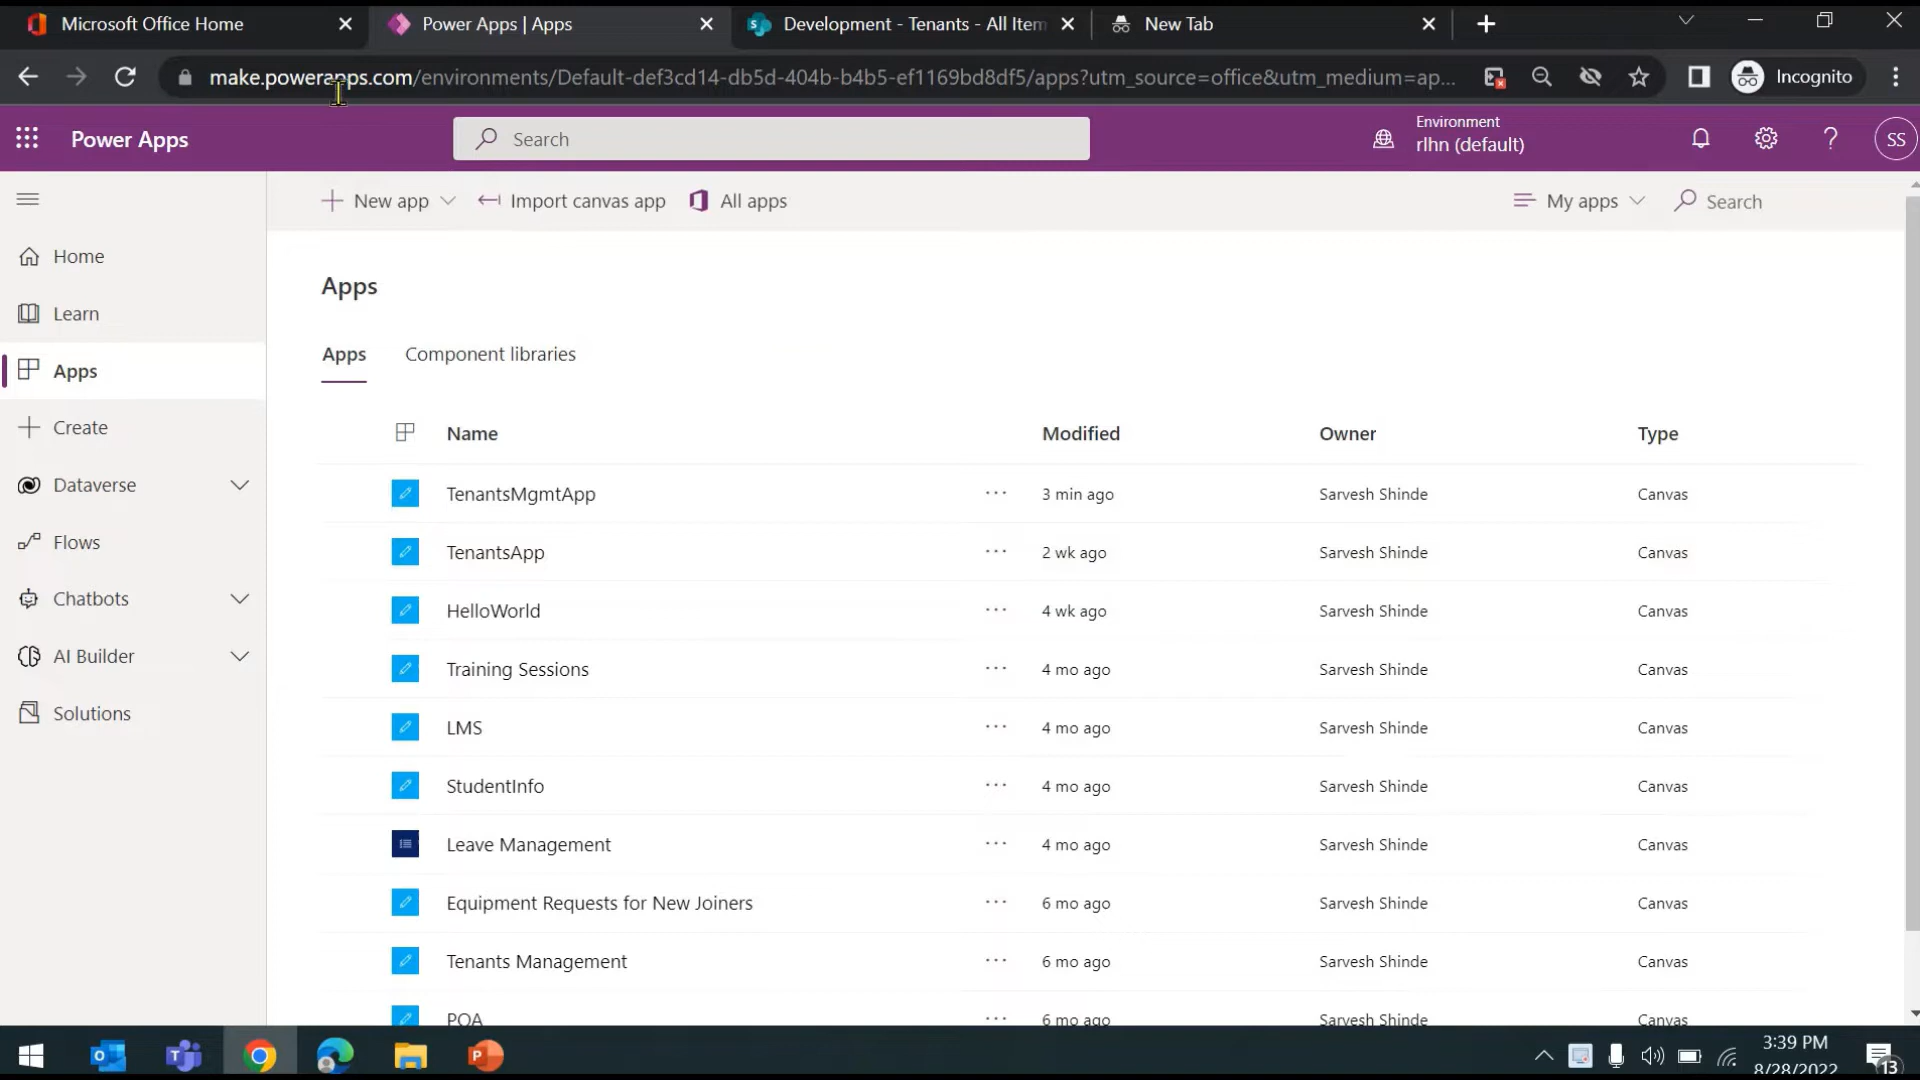 Microsoft Office Home
Power Apps | Apps
Development - Tenants - All Item
New Tab
make.powerapps.com/environments/Default-def3cd14-db5d-404b-b4b5-ef1169bd8df5/apps?utm_source=office&utm_medium=ap...
Incognito
Power Apps
Search
Environment
rlhn (default)
SS
New app
Import canvas app
All apps
My apps
Search
Home
Learn
Apps
Create
Dataverse
Flows
Chatbots
AI Builder
Solutions
Apps
Apps
Component libraries
Name Modified Owner Type
TenantsMgmtApp ... 3 min ago Sarvesh Shinde Canvas
TenantsApp ... 2 wk ago Sarvesh Shinde Canvas
HelloWorld ... 4 wk ago Sarvesh Shinde Canvas
Training Sessions ... 4 mo ago Sarvesh Shinde Canvas
LMS ... 4 mo ago Sarvesh Shinde Canvas
StudentInfo ... 4 mo ago Sarvesh Shinde Canvas
Leave Management ... 4 mo ago Sarvesh Shinde Canvas
Equipment Requests for New Joiners ... 6 mo ago Sarvesh Shinde Canvas
Tenants Management ... 6 mo ago Sarvesh Shinde Canvas
POA ... 6 mo ago Sarvesh Shinde Canvas
3:39 PM
8/28/2022
13